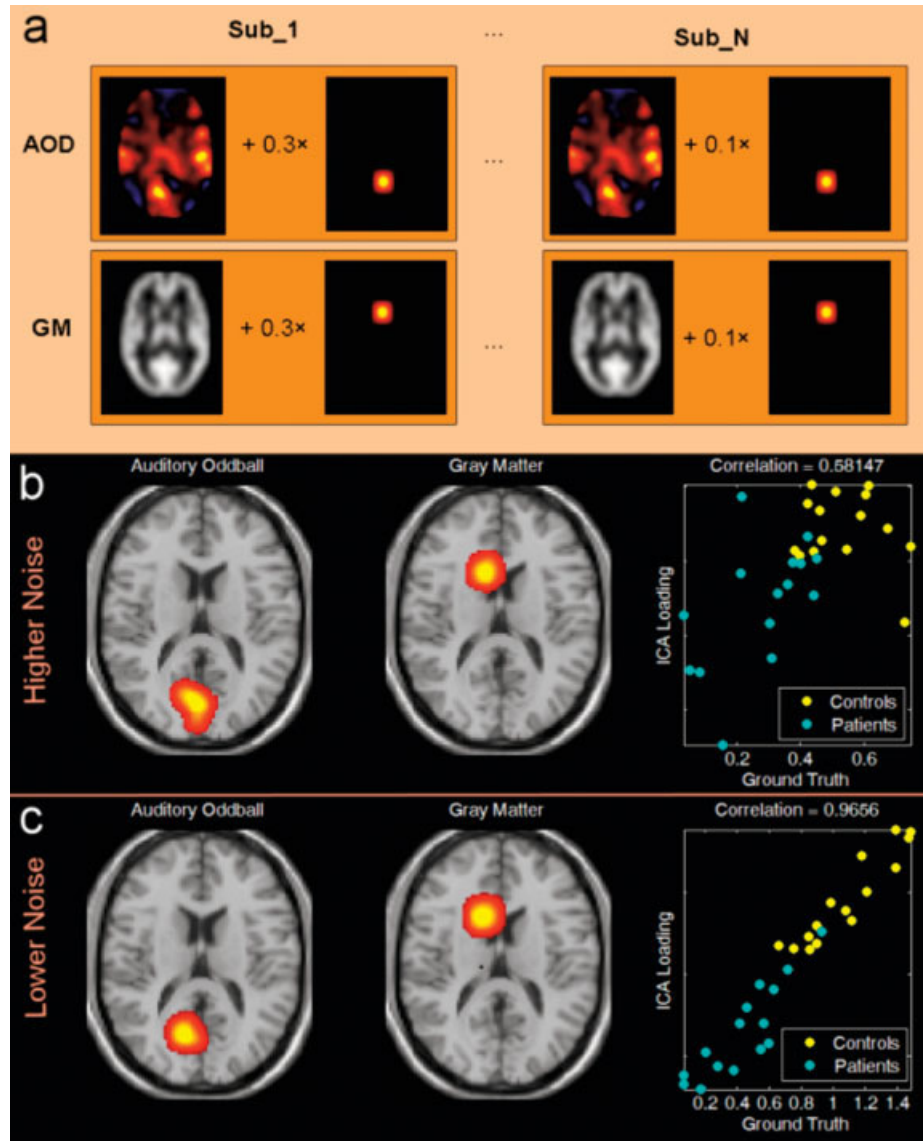 a
Sub_1 ... Sub_N
AOD + 0.3× ... + 0.1×
GM + 0.3× ... + 0.1×
b
Higher Noise
Auditory Oddball
Gray Matter
Correlation = 0.58147
ICA Loading
Controls
Patients
0.2 0.4 0.6
Ground Truth
c
Lower Noise
Auditory Oddball
Gray Matter
Correlation = 0.9656
ICA Loading
Controls
Patients
0.2 0.4 0.6 0.8 1 1.2 1.4
Ground Truth